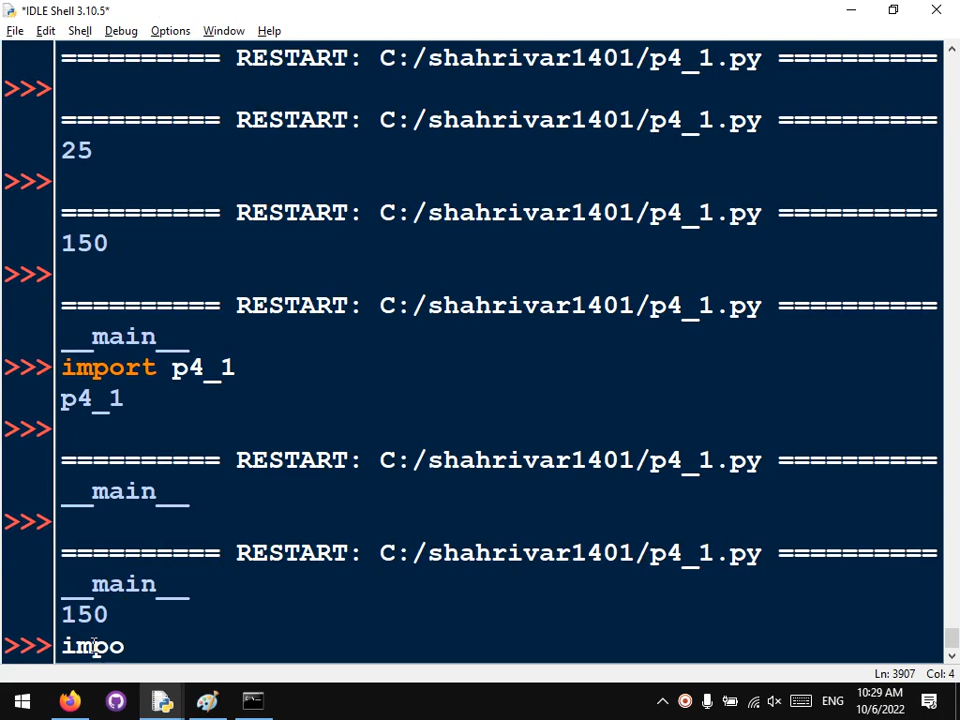 *IDLE Shell 3.10.5*
File Edit Shell Debug Options Window Help
========== RESTART: C:/shahrivar1401/p4_1.py ==========
>>>
========== RESTART: C:/shahrivar1401/p4_1.py ==========
25
>>>
========== RESTART: C:/shahrivar1401/p4_1.py ==========
150
>>>
========== RESTART: C:/shahrivar1401/p4_1.py ==========
__main__
>>> import p4_1
p4_1
>>>
========== RESTART: C:/shahrivar1401/p4_1.py ==========
__main__
>>>
========== RESTART: C:/shahrivar1401/p4_1.py ==========
__main__
150
>>> impo
Ln: 3907 Col: 4
ENG
10:29 AM
10/6/2022